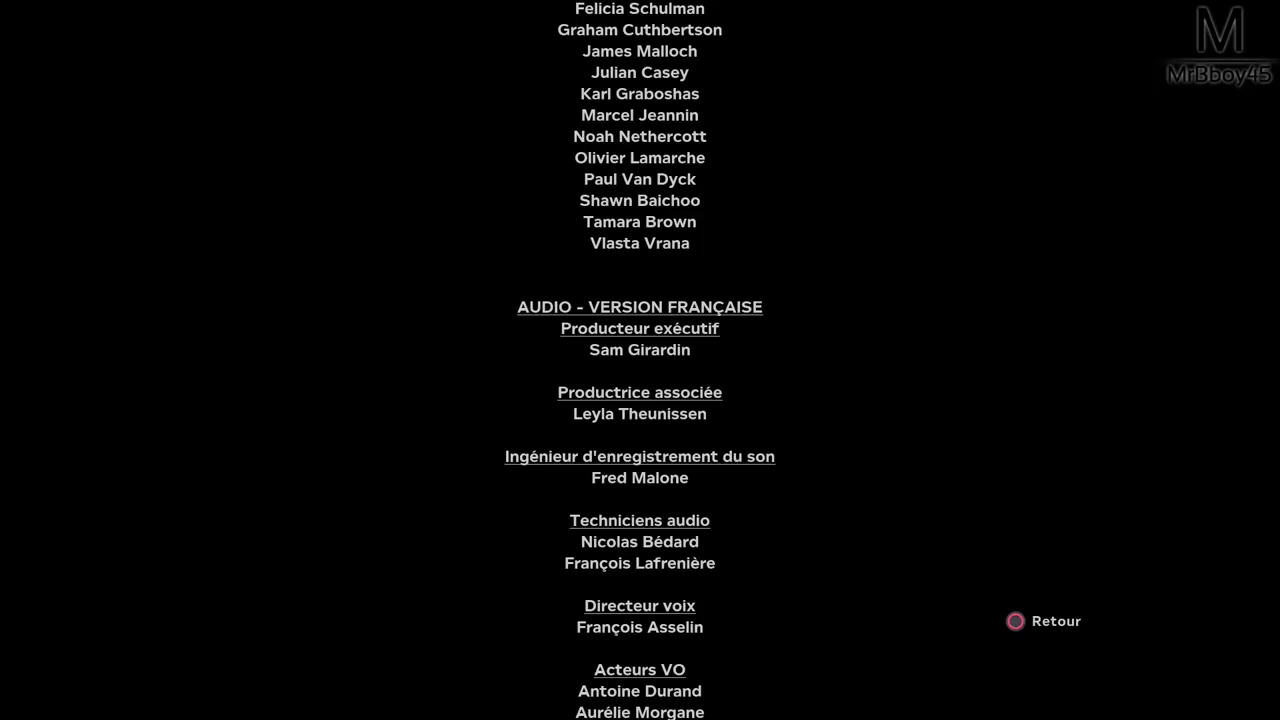 Felicia Schulman
Graham Cuthbertson
James Malloch
Julian Casey
Karl Graboshas
Marcel Jeannin
Noah Nethercott
Olivier Lamarche
Paul Van Dyck
Shawn Baichoo
Tamara Brown
Vlasta Vrana
AUDIO - VERSION FRANÇAISE
Producteur exécutif
Sam Girardin
Productrice associée
Leyla Theunissen
Ingénieur d'enregistrement du son
Fred Malone
Techniciens audio
Nicolas Bédard
François Lafrenière
Directeur voix
François Asselin
Acteurs VO
Antoine Durand
Aurélie Morgane
M
MrBboy45
Retour